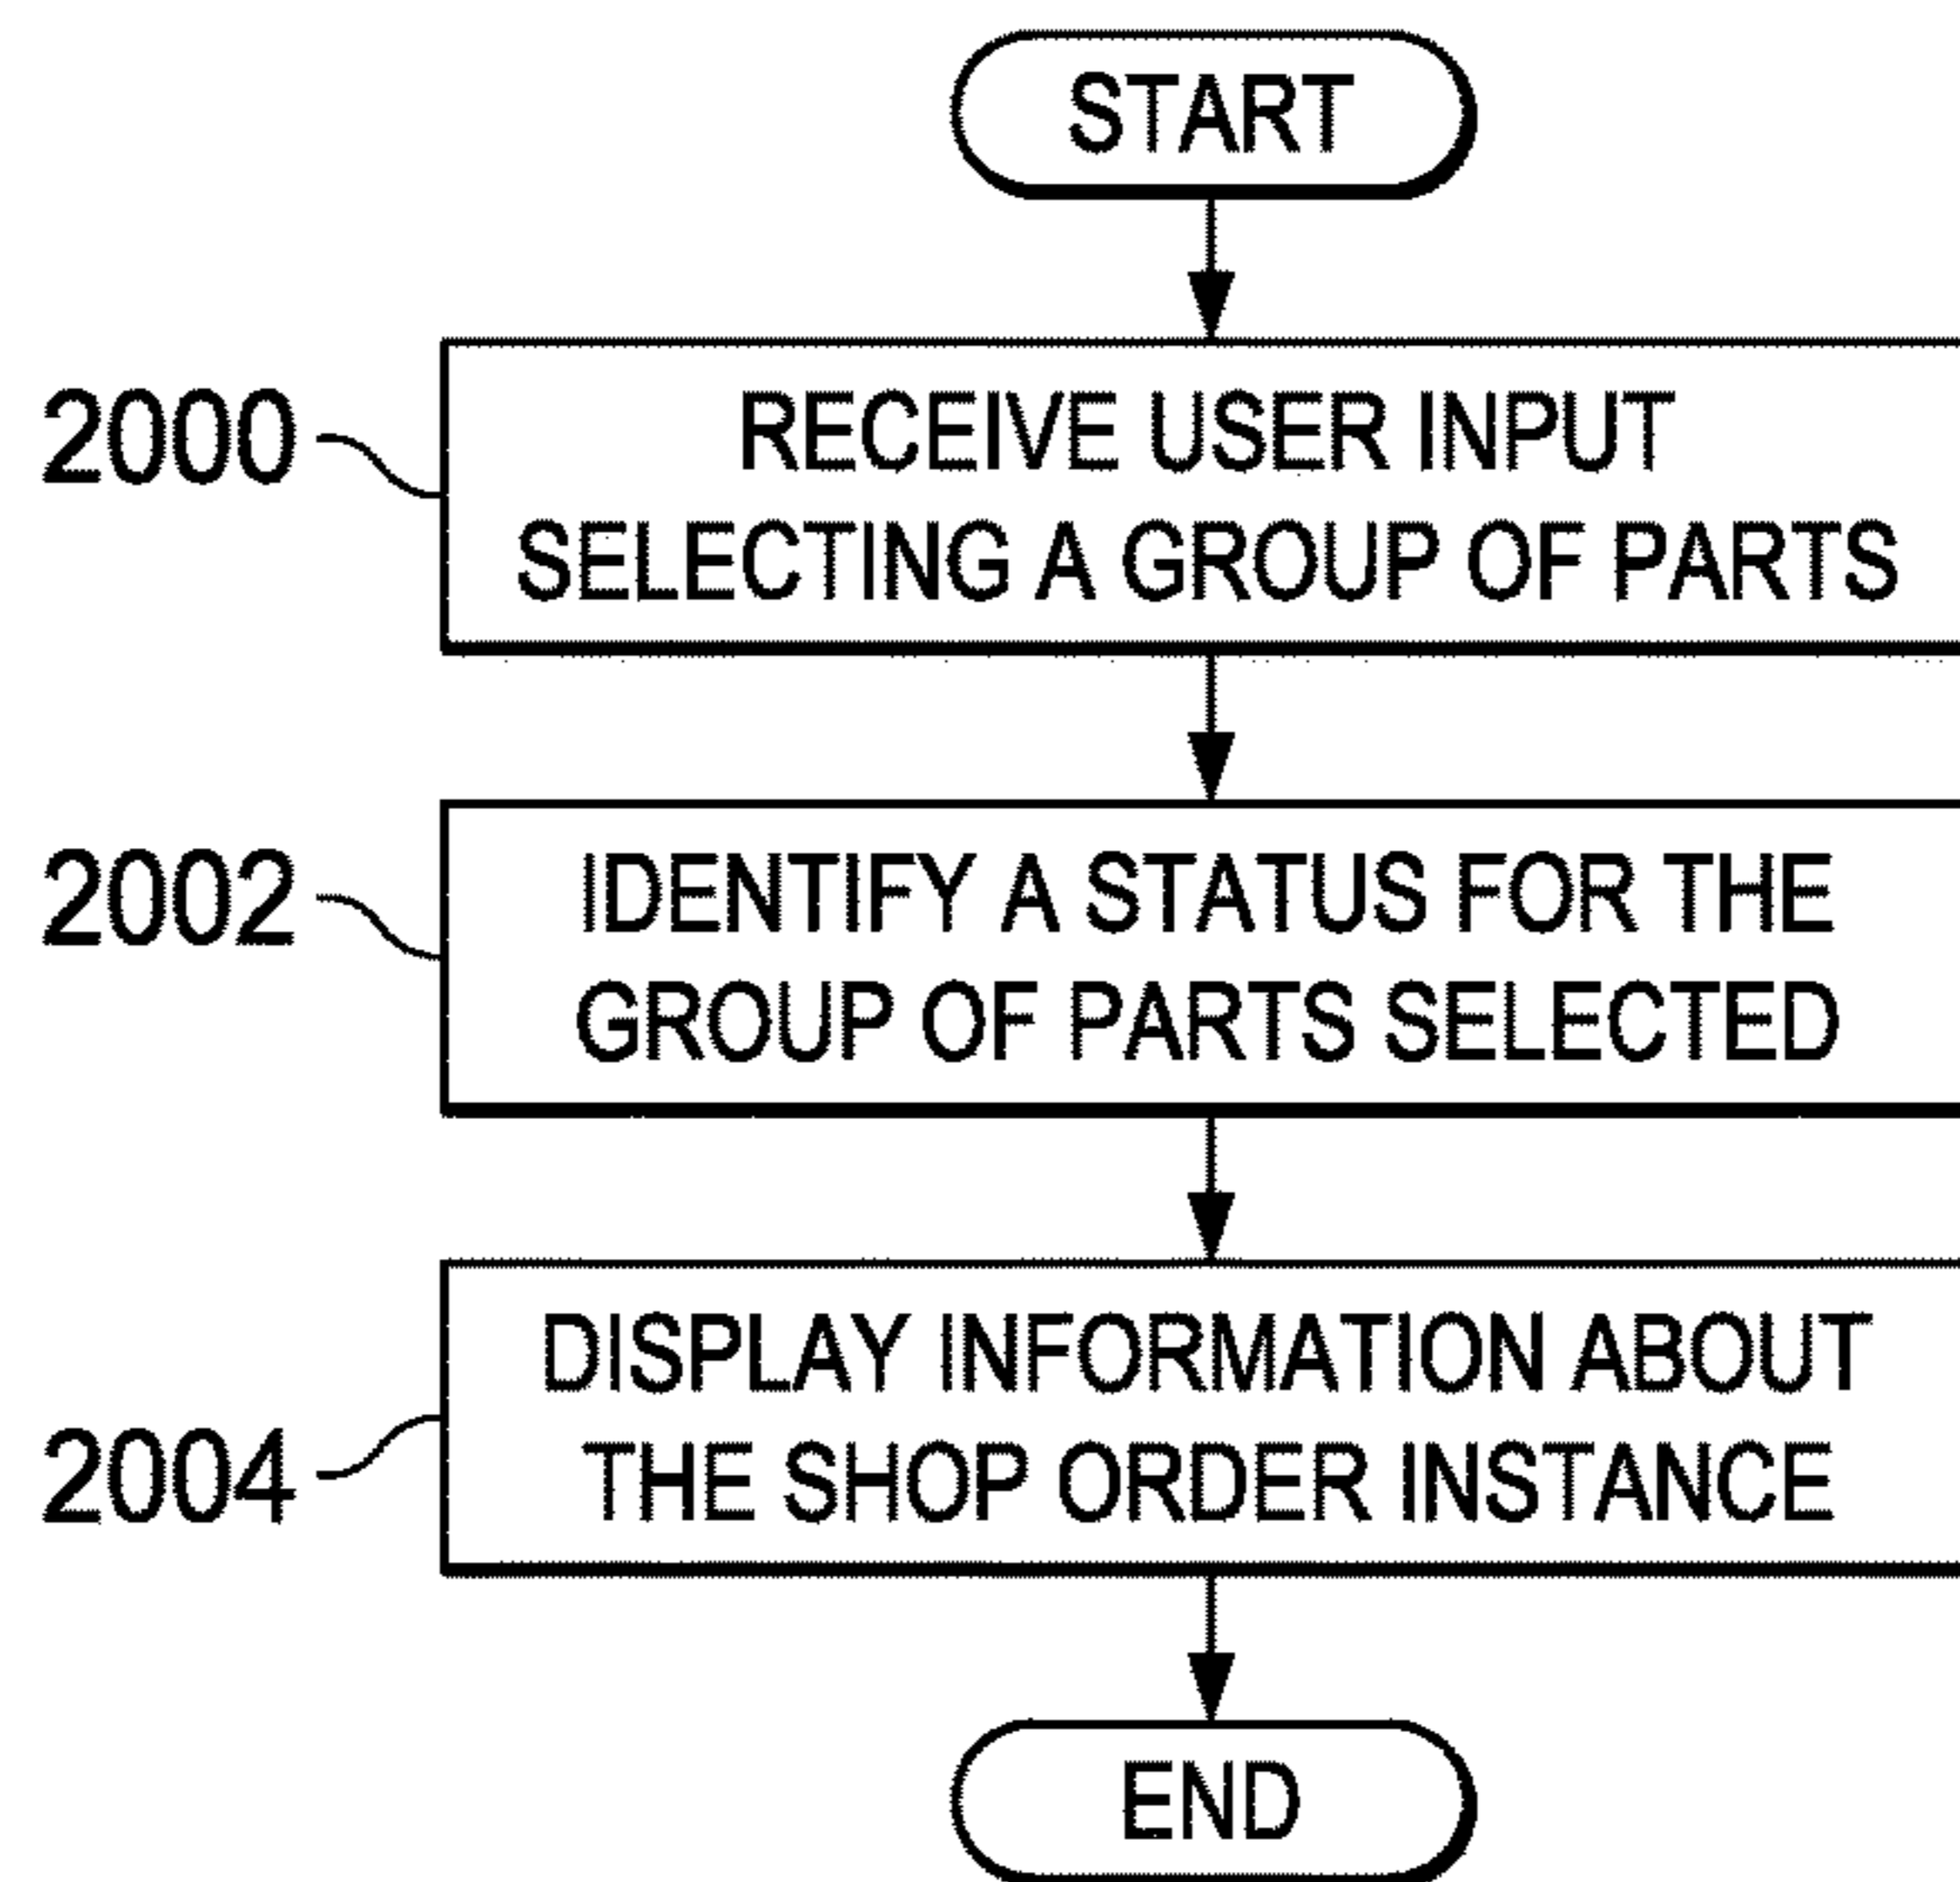 START
2000
RECEIVE USER INPUT
SELECTING A GROUP OF PARTS
2002
IDENTIFY A STATUS FOR THE
GROUP OF PARTS SELECTED
2004
DISPLAY INFORMATION ABOUT
THE SHOP ORDER INSTANCE
END